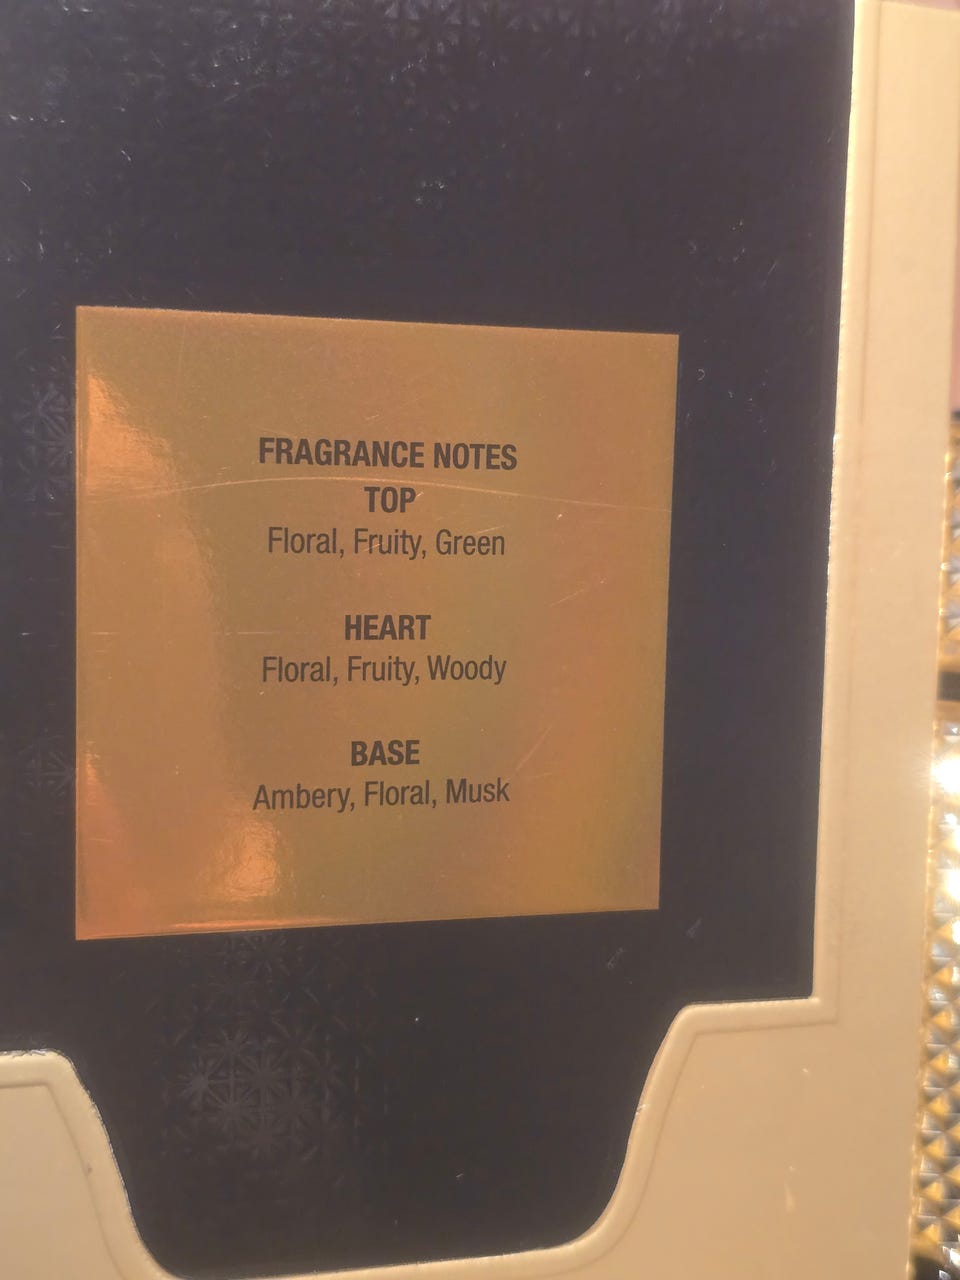 FRAGRANCE NOTES
TOP
Floral, Fruity, Green
HEART
Floral, Fruity, Woody
BASE
Ambery, Floral, Musk